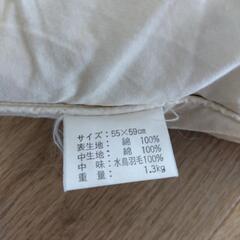 サイズ：55×59㎝
表生地：綿 100%
中生地：綿 100%
中味：水鳥羽毛100%
重量：1.3kg